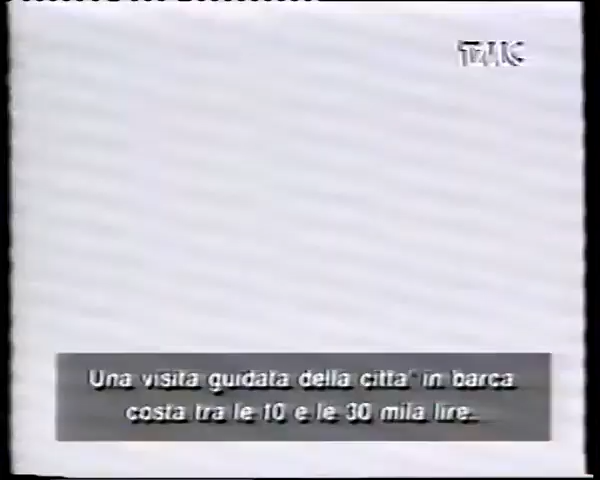 TMC
Una visita guidata della citta' in barca
costa tra le 10 e le 30 mila lire.